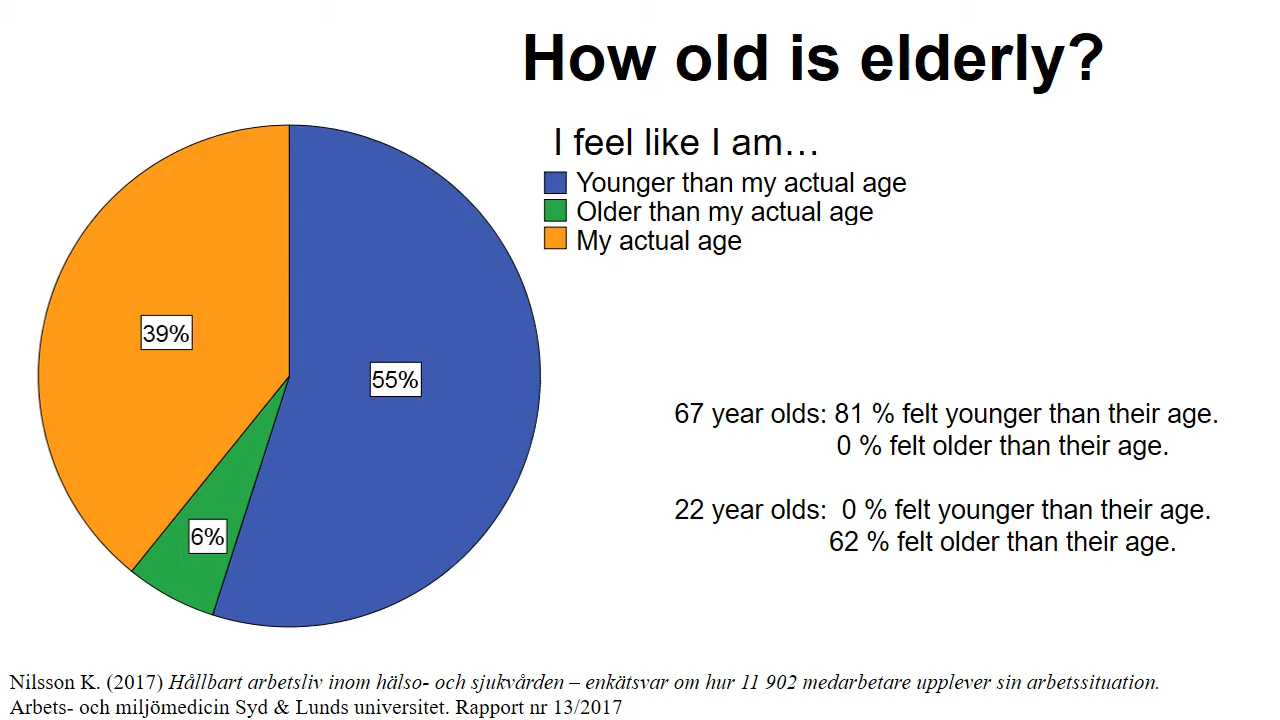 How old is elderly?
I feel like I am…
Younger than my actual age
Older than my actual age
My actual age
39%
55%
6%
67 year olds: 81 % felt younger than their age.
0 % felt older than their age.
22 year olds: 0 % felt younger than their age.
62 % felt older than their age.
Nilsson K. (2017) Hållbart arbetsliv inom hälso- och sjukvården – enkätsvar om hur 11 902 medarbetare upplever sin arbetssituation.
Arbets- och miljömedicin Syd & Lunds universitet. Rapport nr 13/2017